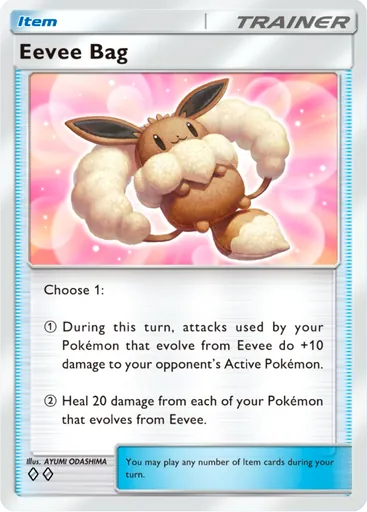 Item
TRAINER
Eevee Bag
Choose 1:
① During this turn, attacks used by your
Pokémon that evolve from Eevee do +10
damage to your opponent's Active Pokémon.
② Heal 20 damage from each of your Pokémon
that evolves from Eevee.
Illus. AYUMI ODASHIMA
You may play any number of Item cards during your
turn.